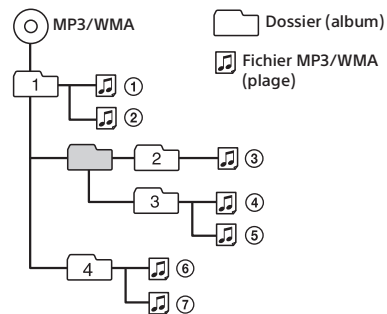 MP3/WMA
Dossier (album)
Fichier MP3/WMA
(plage)
1
①
②
2
③
3
④
⑤
4
⑥
⑦